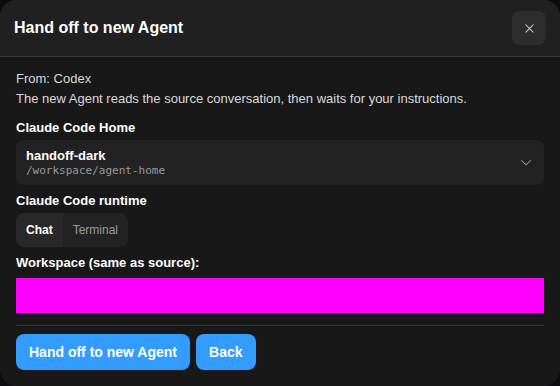 Hand off to new Agent
From: Codex
The new Agent reads the source conversation, then waits for your instructions.
Claude Code Home
handoff-dark
/workspace/agent-home
Claude Code runtime
Chat Terminal
Workspace (same as source):
Hand off to new Agent Back